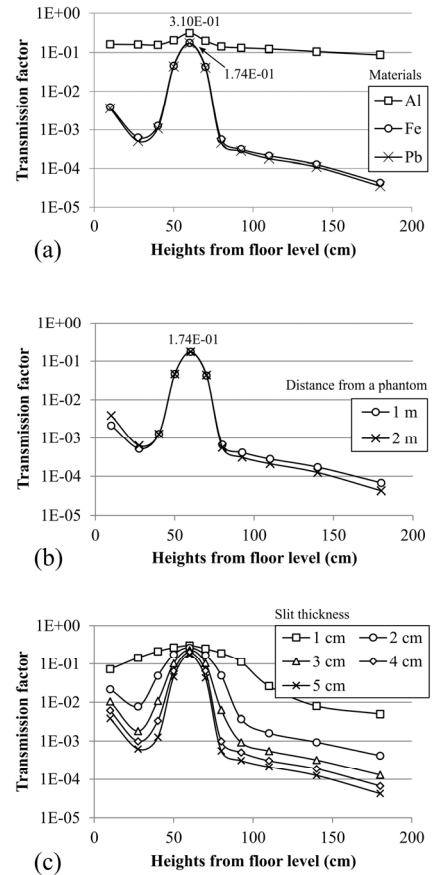 3.10E-01
1E+00
1E-01
1.74E-01
1E-02
1E-03
1E-04
1E-05
Transmission factor
Materials
Al
Fe
Pb
0 50 100 150 200
(a) Heights from floor level (cm)
1.74E-01
1E+00
1E-01
1E-02
1E-03
1E-04
1E-05
Transmission factor
Distance from a phantom
1 m
2 m
0 50 100 150 200
(b) Heights from floor level (cm)
Slit thickness
1 cm 2 cm
3 cm 4 cm
5 cm
1E+00
1E-01
1E-02
1E-03
1E-04
1E-05
Transmission factor
0 50 100 150 200
(c) Heights from floor level (cm)